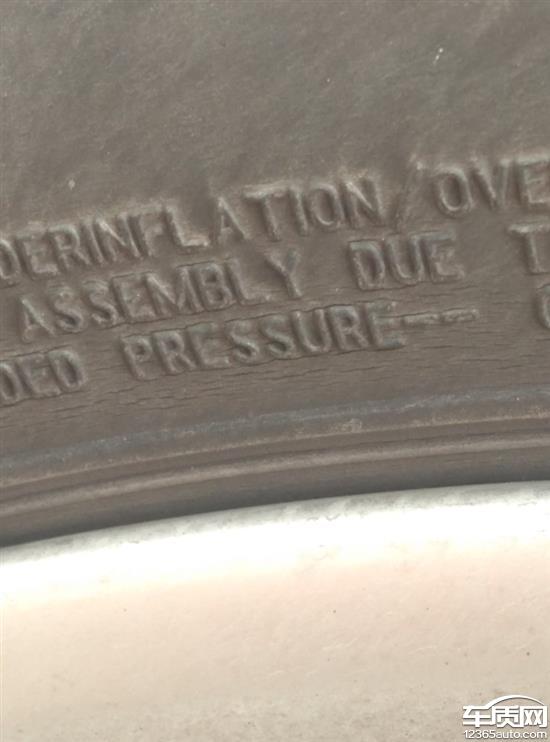 DERINFLATION/OVE
ASSEMBLY DUE T
DED PRESSURE——
车质网
12365auto.com